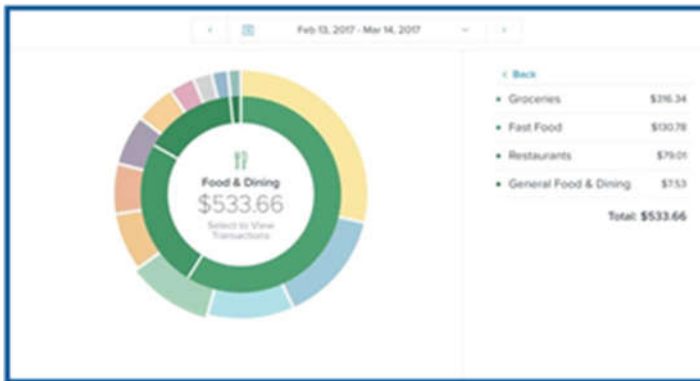 Feb 13, 2017 - Mar 14, 2017
Food & Dining
$533.66
Select to View
Transactions
< Back
Groceries $316.34
Fast Food $130.78
Restaurants $79.01
General Food & Dining $7.53
Total: $533.66